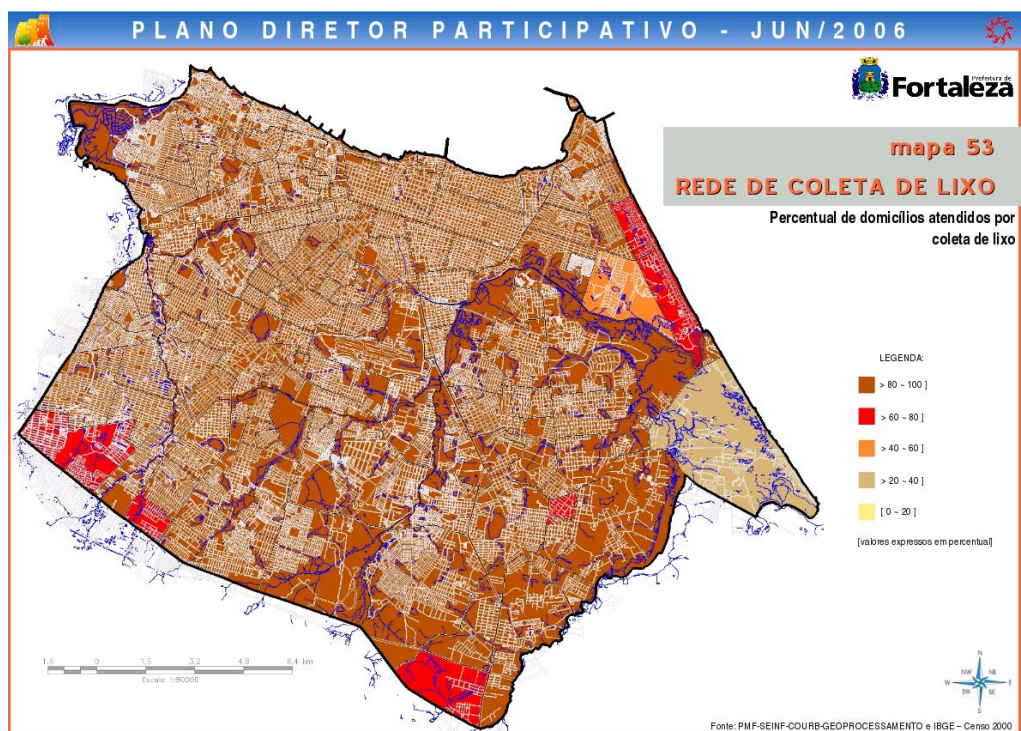 PLANO DIRETOR PARTICIPATIVO - JUN/2006
Prefeitura de
Fortaleza
mapa 53
REDE DE COLETA DE LIXO
Percentual de domicílios atendidos por
coleta de lixo
LEGENDA:
> 80 ~ 100 ]
> 60 ~ 80 ]
> 40 ~ 60 ]
> 20 ~ 40 ]
[ 0 ~ 20 ]
[valores expressos em percentual]
1.6 0 1.6 3.2 4.8 6.4 km
Escala 1:80000
N
NW NE
W E
SW SE
S
Fonte: PMF-SEINF-COURB-GEOPROCESSAMENTO e IBGE – Censo 2000